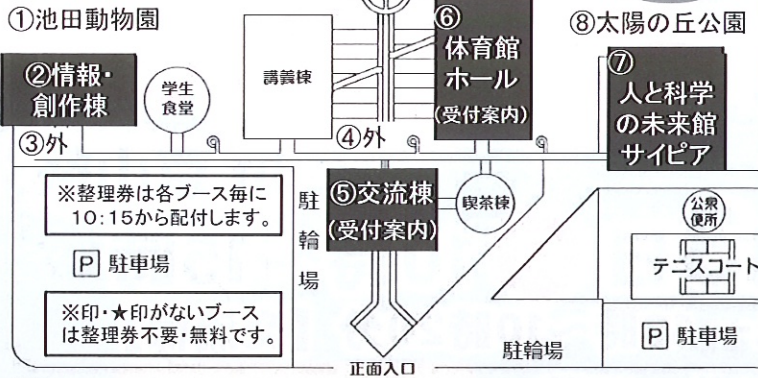 ①池田動物園
⑧太陽の丘公園
②情報・
創作棟
学生
食堂
講義棟
⑥
体育館
ホール
(受付案内)
⑦
人と科学
の未来館
サイピア
③外
④外
⑤交流棟
(受付案内)
喫茶棟
※整理券は各ブース毎に
10:15から配付します。
P 駐車場
※印・★印がないブース
は整理券不要・無料です。
駐
輪
場
公衆
便所
テニスコート
P 駐車場
駐輪場
正面入口